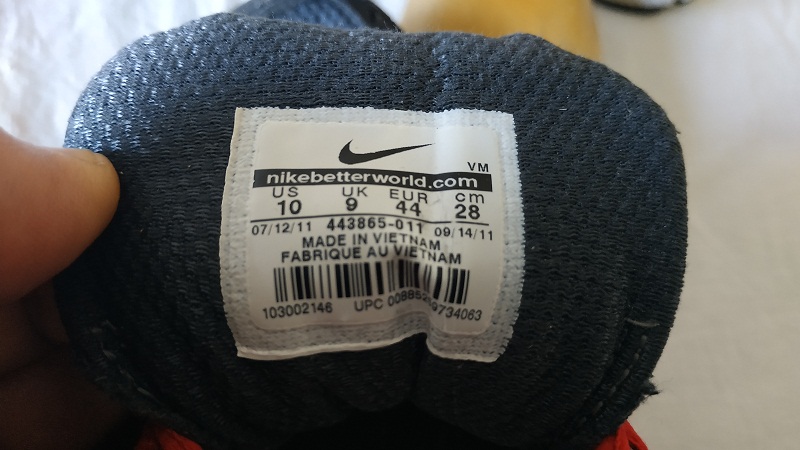 VM
nikebetterworld.com
US UK EUR cm
10 9 44 28
07/12/11 443865-011 09/14/11
MADE IN VIETNAM
FABRIQUE AU VIETNAM
103002146 UPC